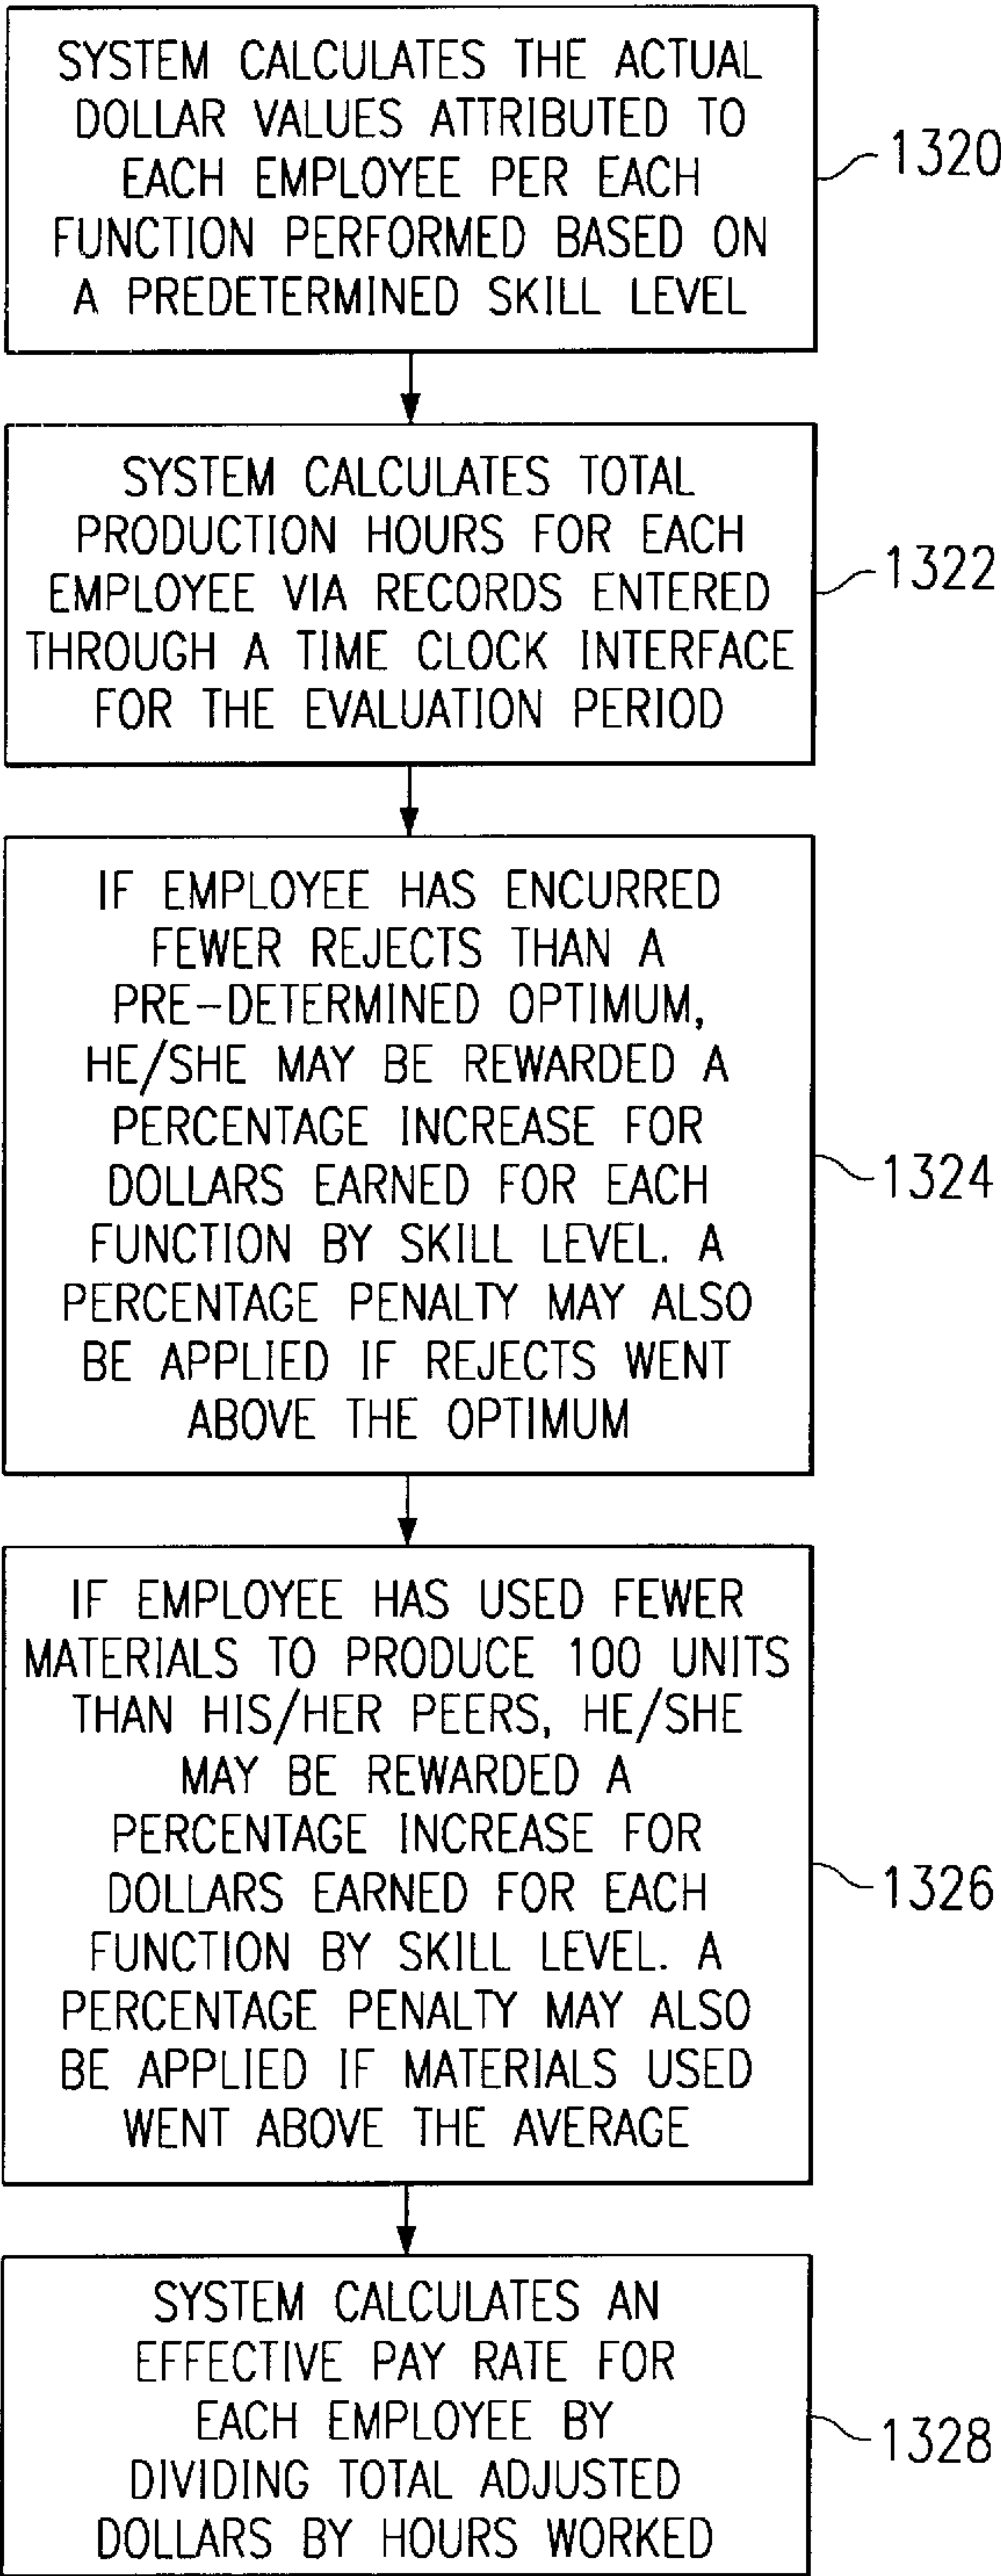 SYSTEM CALCULATES THE ACTUAL
DOLLAR VALUES ATTRIBUTED TO
EACH EMPLOYEE PER EACH
FUNCTION PERFORMED BASED ON
A PREDETERMINED SKILL LEVEL
1320
SYSTEM CALCULATES TOTAL
PRODUCTION HOURS FOR EACH
EMPLOYEE VIA RECORDS ENTERED
THROUGH A TIME CLOCK INTERFACE
FOR THE EVALUATION PERIOD
1322
IF EMPLOYEE HAS ENCURRED
FEWER REJECTS THAN A
PRE-DETERMINED OPTIMUM,
HE/SHE MAY BE REWARDED A
PERCENTAGE INCREASE FOR
DOLLARS EARNED FOR EACH
FUNCTION BY SKILL LEVEL. A
PERCENTAGE PENALTY MAY ALSO
BE APPLIED IF REJECTS WENT
ABOVE THE OPTIMUM
1324
IF EMPLOYEE HAS USED FEWER
MATERIALS TO PRODUCE 100 UNITS
THAN HIS/HER PEERS, HE/SHE
MAY BE REWARDED A
PERCENTAGE INCREASE FOR
DOLLARS EARNED FOR EACH
FUNCTION BY SKILL LEVEL. A
PERCENTAGE PENALTY MAY ALSO
BE APPLIED IF MATERIALS USED
WENT ABOVE THE AVERAGE
1326
SYSTEM CALCULATES AN
EFFECTIVE PAY RATE FOR
EACH EMPLOYEE BY
DIVIDING TOTAL ADJUSTED
DOLLARS BY HOURS WORKED
1328